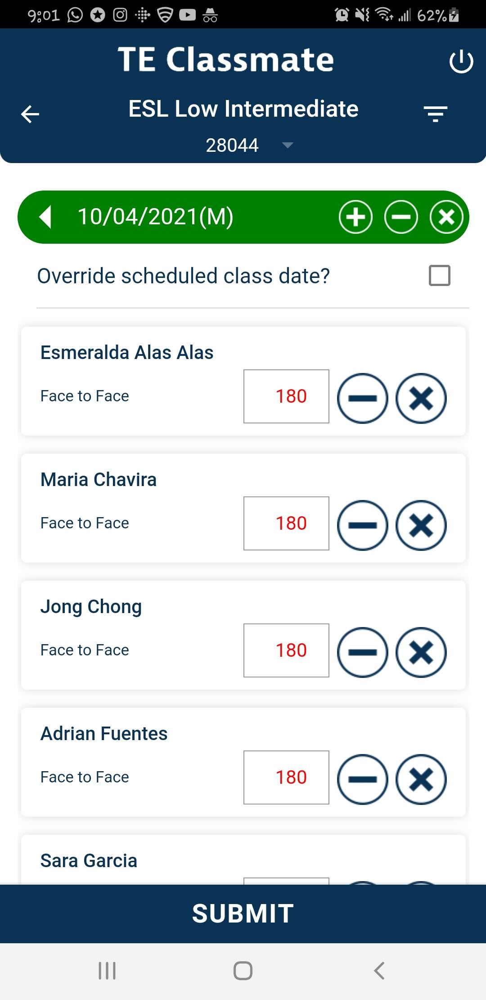 9:01 62%
TE Classmate
ESL Low Intermediate
28044
10/04/2021(M)
Override scheduled class date?
Esmeralda Alas Alas
Face to Face 180
Maria Chavira
Face to Face 180
Jong Chong
Face to Face 180
Adrian Fuentes
Face to Face 180
Sara Garcia
SUBMIT